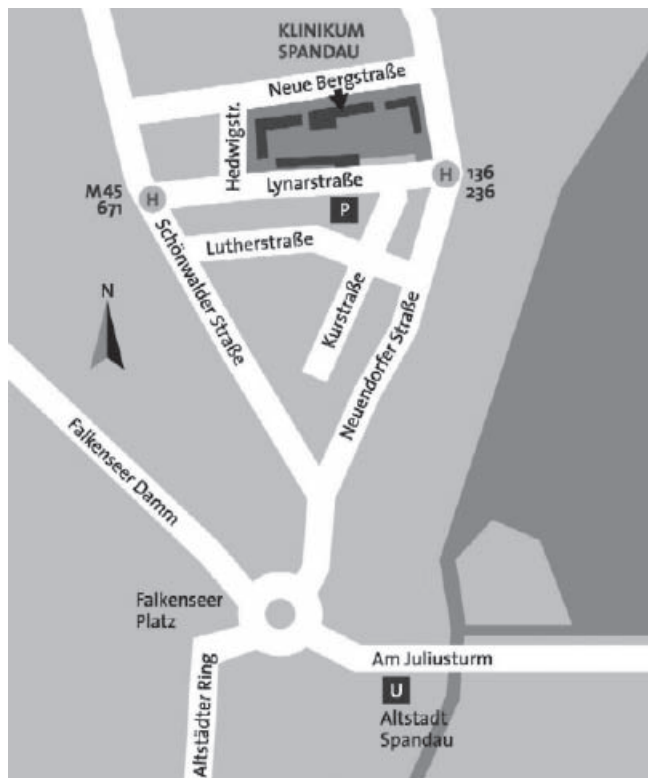 KLINIKUM
SPANDAU
Neue Bergstraße
Hedwigstr.
H
136
236
M45
671
H
Lynarstraße
P
Lutherstraße
Schönwalder Straße
Kurstraße
Neuendorfer Straße
N
Falkenseer Damm
Falkenseer
Platz
Am Juliusturm
Altstädter Ring
U
Altstadt
Spandau